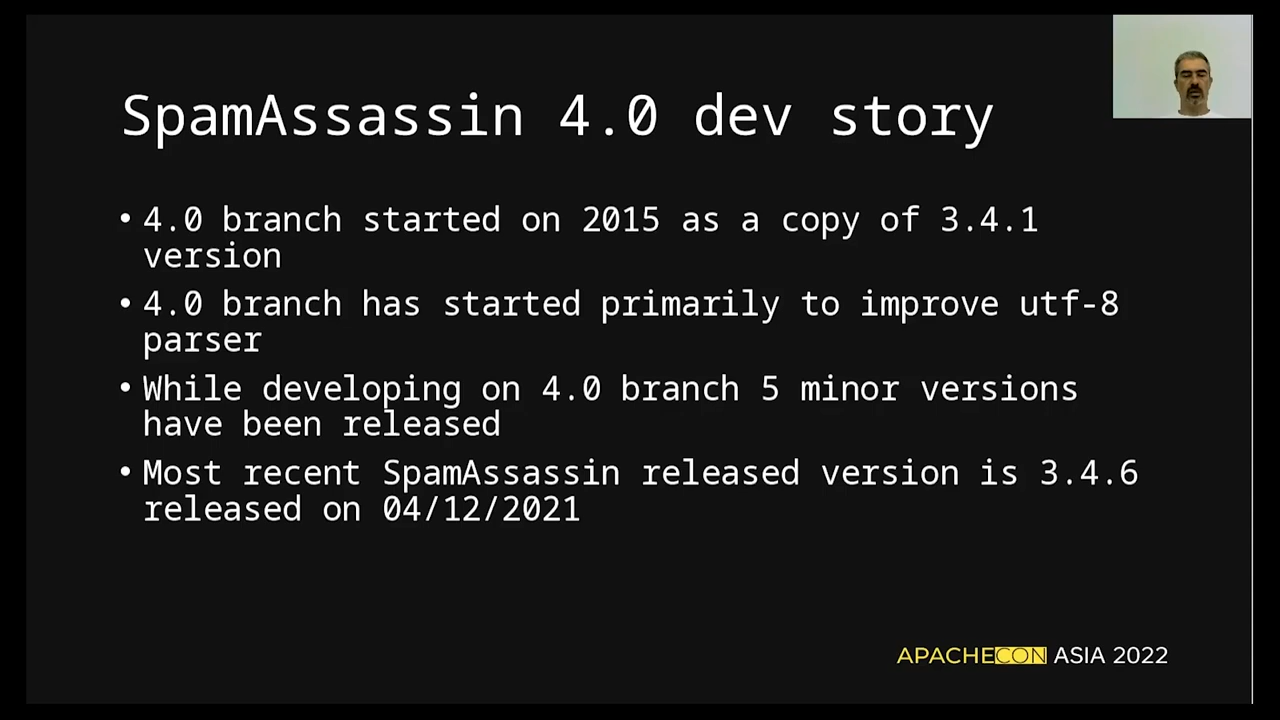 SpamAssassin 4.0 dev story
• 4.0 branch started on 2015 as a copy of 3.4.1
version
• 4.0 branch has started primarily to improve utf-8
parser
• While developing on 4.0 branch 5 minor versions
have been released
• Most recent SpamAssassin released version is 3.4.6
released on 04/12/2021
APACHECON ASIA 2022